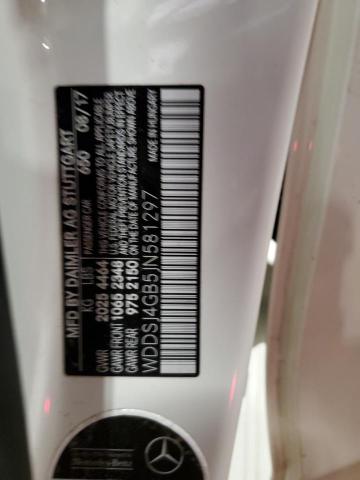 MFD BY DAIMLER AG STUTTGART
650 08/17
PASSENGER CAR
KG LBS
GVWR 2025 4464
GAWR FRONT 1065 2348
GAWR REAR 975 2150
THIS VEHICLE CONFORMS TO ALL APPLICABLE
U.S. FEDERAL MOTOR VEHICLE SAFETY/BUMPER
AND THEFT PREVENTION STANDARDS IN EFFECT
ON THE DATE OF MANUFACTURE SHOWN ABOVE
MADE IN HUNGARY
WDDSJ4GB5JN581297
Mercedes-Benz